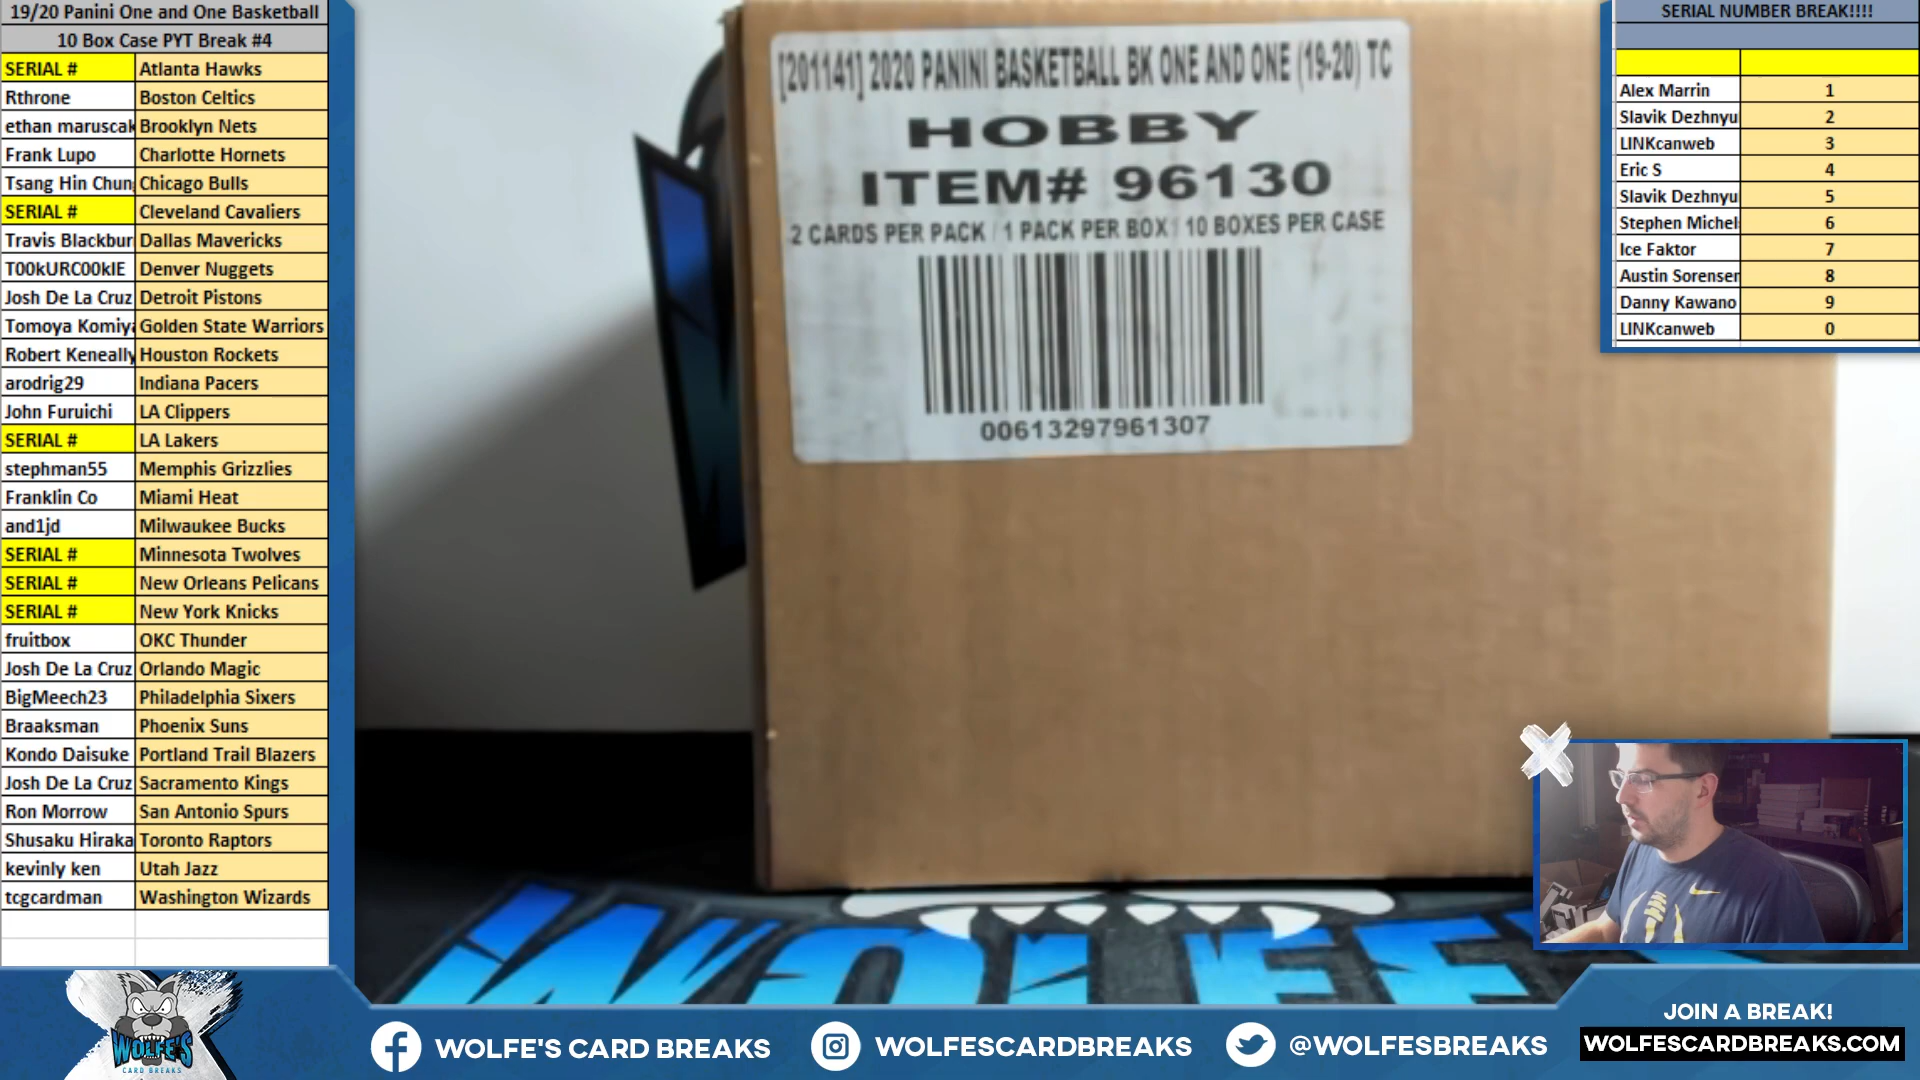 19/20 Panini One and One Basketball
10 Box Case PYT Break #4
SERIAL # Atlanta Hawks
Rthrone Boston Celtics
ethan maruscak Brooklyn Nets
Frank Lupo Charlotte Hornets
Tsang Hin Chun Chicago Bulls
SERIAL # Cleveland Cavaliers
Travis Blackbur Dallas Mavericks
T00kURC00kIE Denver Nuggets
Josh De La Cruz Detroit Pistons
Tomoya Komiya Golden State Warriors
Robert Keneally Houston Rockets
arodrig29 Indiana Pacers
John Furuichi LA Clippers
SERIAL # LA Lakers
stephman55 Memphis Grizzlies
Franklin Co Miami Heat
and1jd Milwaukee Bucks
SERIAL # Minnesota Twolves
SERIAL # New Orleans Pelicans
SERIAL # New York Knicks
fruitbox OKC Thunder
Josh De La Cruz Orlando Magic
BigMeech23 Philadelphia Sixers
Braaksman Phoenix Suns
Kondo Daisuke Portland Trail Blazers
Josh De La Cruz Sacramento Kings
Ron Morrow San Antonio Spurs
Shusaku Hiraka Toronto Raptors
kevinly ken Utah Jazz
tcgcardman Washington Wizards
[201141] 2020 PANINI BASKETBALL BK ONE AND ONE (19-20) TC
HOBBY
ITEM# 96130
2 CARDS PER PACK / 1 PACK PER BOX / 10 BOXES PER CASE
00613297961307
SERIAL NUMBER BREAK!!!!
Alex Marrin 1
Slavik Dezhnyu 2
LINKcanweb 3
Eric S 4
Slavik Dezhnyu 5
Stephen Michel 6
Ice Faktor 7
Austin Sorensen 8
Danny Kawano 9
LINKcanweb 0
WOLFE'S
WOLFE'S
CARD BREAKS
WOLFE'S CARD BREAKS
WOLFESCARDBREAKS
@WOLFESBREAKS
JOIN A BREAK!
WOLFESCARDBREAKS.COM